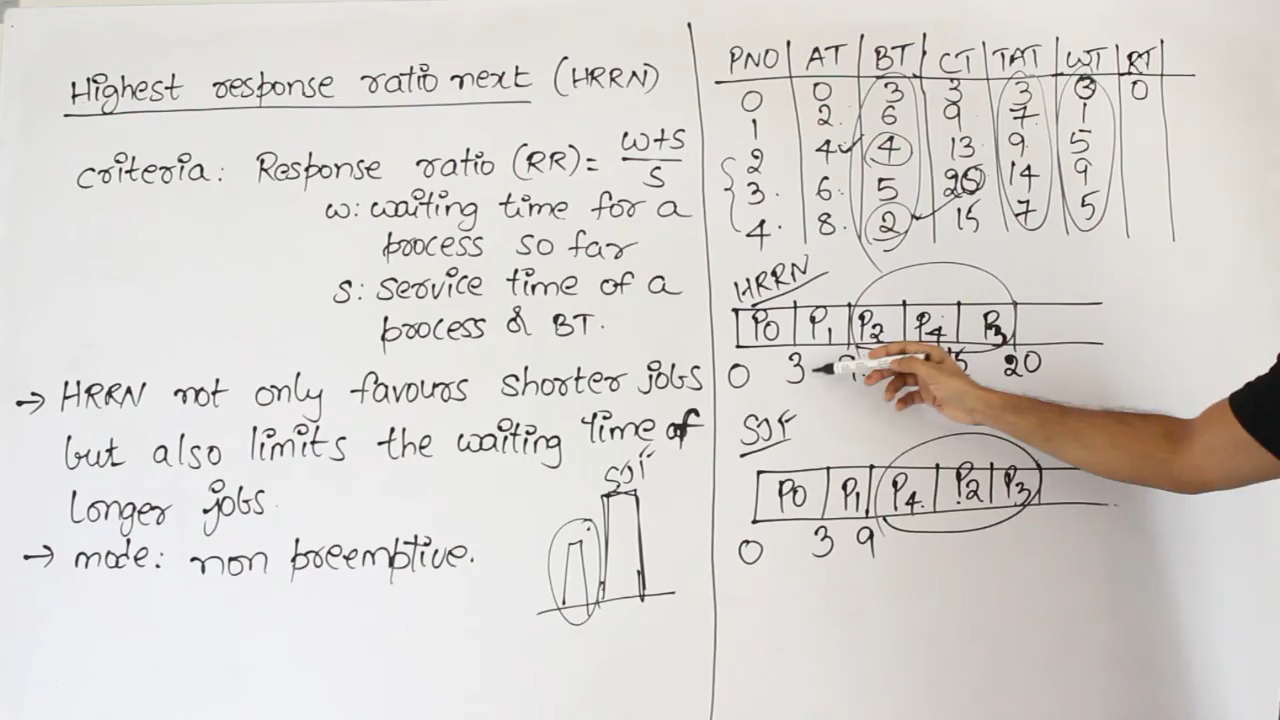 Highest response ratio next (HRRN)
criteria: Response ratio (RR) = w+s
s
w: waiting time for a
process so far
s: service time of a
process & BT.
→ HRRN not only favours shorter jobs
but also limits the waiting time of
Longer jobs
→ mode: non preemptive.
SJF
PNO AT BT CT TAT WT RT
0 0 3 3 3 0
1 2 6 9 7 1
2 4 4 13 9 5
3 6 5 20 14 9
4 8 2 15 7 5
HRRN
P0 P1 P2 P4 P3
0 3 9 15 20
SJF
P0 P1 P4 P2 P3
0 3 9